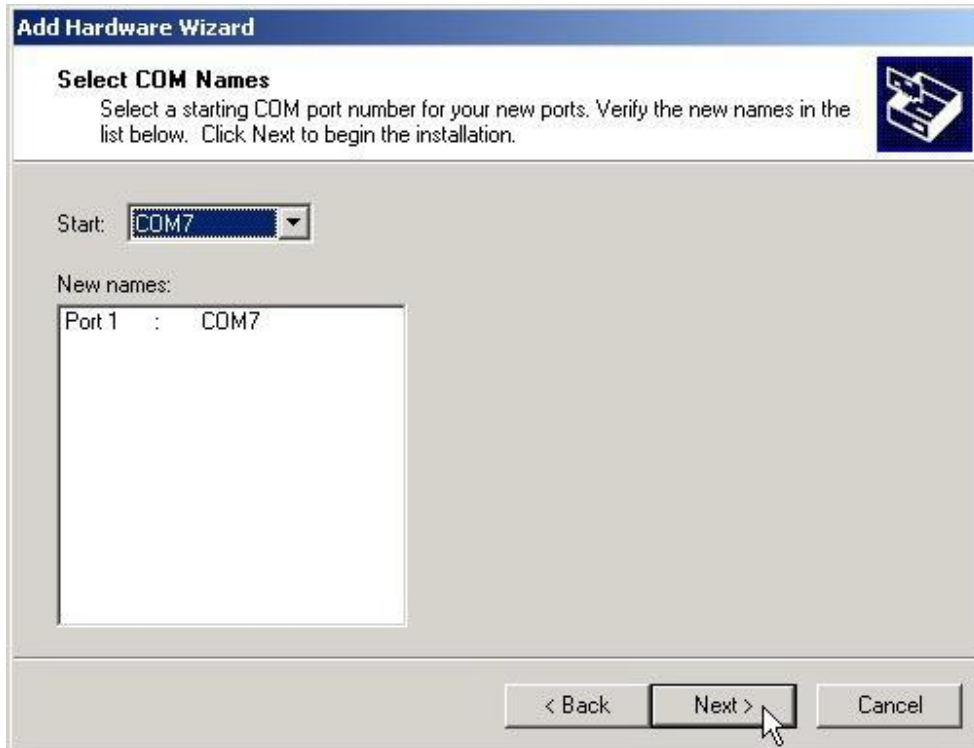 Add Hardware Wizard
Select COM Names
Select a starting COM port number for your new ports. Verify the new names in the
list below. Click Next to begin the installation.
Start: COM7
New names:
Port 1 : COM7
< Back Next > Cancel